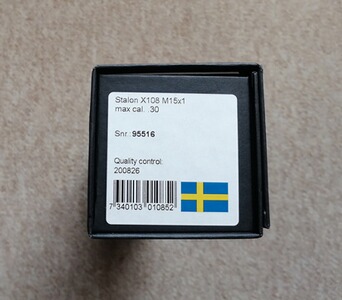 Stalon X108 M15x1
max cal. .30
Snr :95516
Quality control:
200826
7 340103 010852